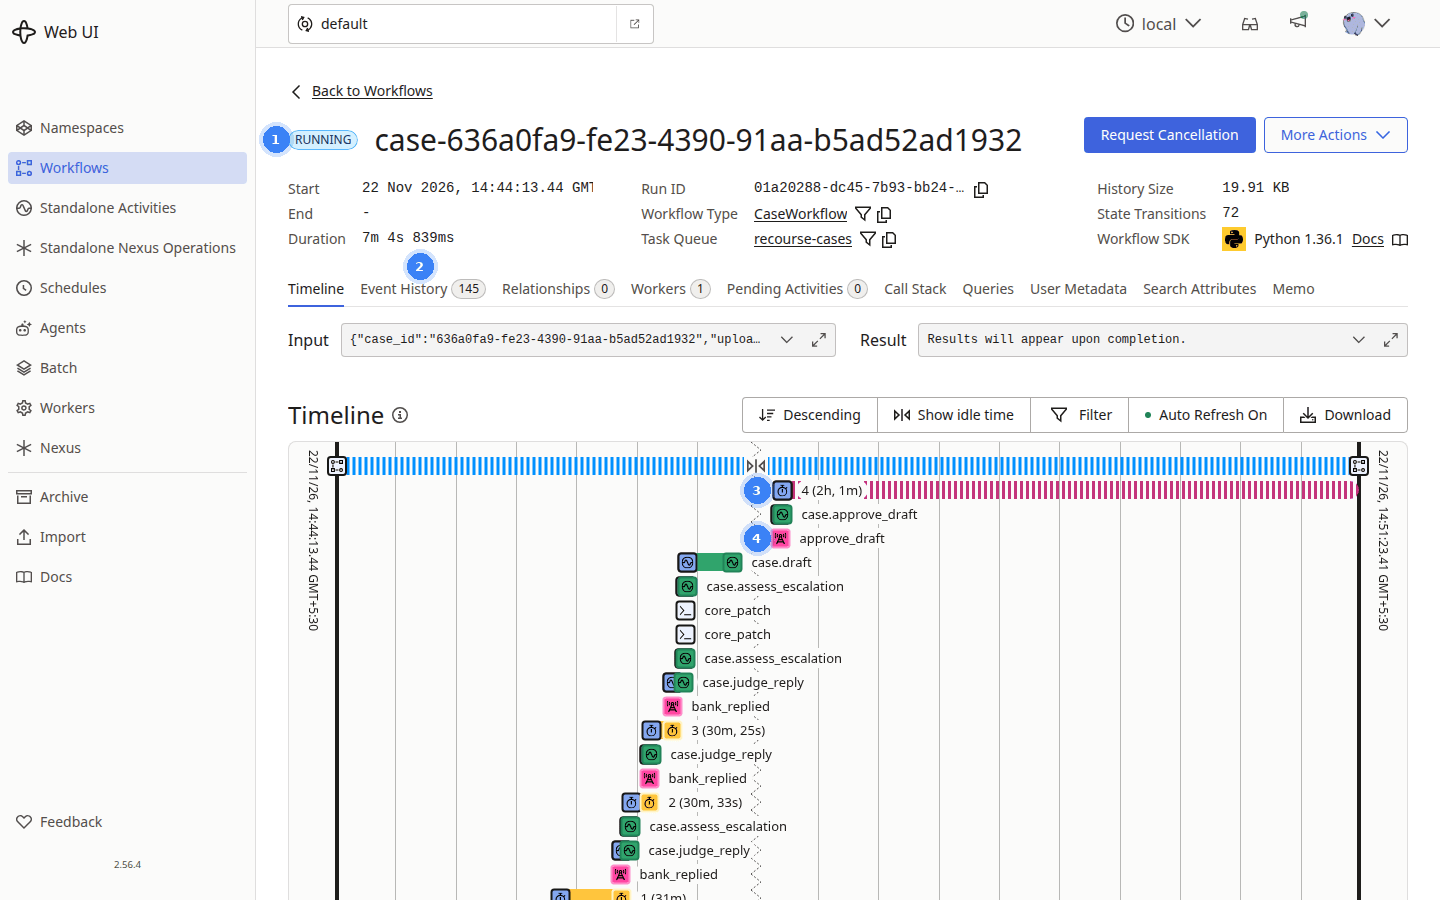 Web UI
default
local
Namespaces
Workflows
Standalone Activities
Standalone Nexus Operations
Schedules
Agents
Batch
Workers
Nexus
Archive
Import
Docs
Feedback
2.56.4
Back to Workflows
1
RUNNING
case-636a0fa9-fe23-4390-91aa-b5ad52ad1932
Request Cancellation
More Actions
Start 22 Nov 2026, 14:44:13.44 GMT
End -
Duration 7m 4s 839ms
Run ID 01a20288-dc45-7b93-bb24-…
Workflow Type CaseWorkflow
Task Queue recourse-cases
History Size 19.91 KB
State Transitions 72
Workflow SDK Python 1.36.1 Docs
2
Timeline Event History 145 Relationships 0 Workers 1 Pending Activities 0 Call Stack Queries User Metadata Search Attributes Memo
Input {"case_id":"636a0fa9-fe23-4390-91aa-b5ad52ad1932","uploa…
Result Results will appear upon completion.
Timeline
Descending Show idle time Filter Auto Refresh On Download
22/11/26, 14:44:13.44 GMT+5:30
22/11/26, 14:51:23.41 GMT+5:30
3
4 (2h, 1m)
case.approve_draft
4
approve_draft
case.draft
case.assess_escalation
core_patch
core_patch
case.assess_escalation
case.judge_reply
bank_replied
3 (30m, 25s)
case.judge_reply
bank_replied
2 (30m, 33s)
case.assess_escalation
case.judge_reply
bank_replied
1 (31m)